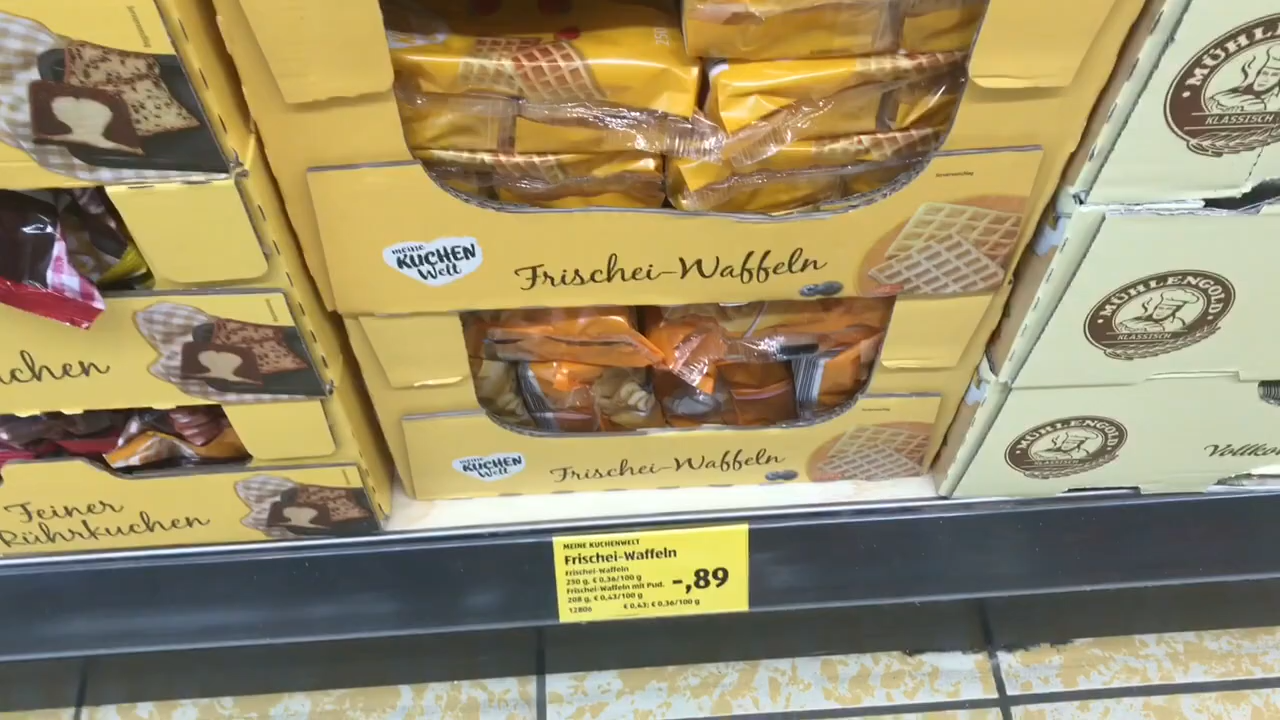 250
MÜHLENGOLD
KLASSISCH
meine
KUCHEN
Welt
Frischei-Waffeln
MÜHLENGOLD
KLASSISCH
chen
meine
KUCHEN
Welt
Frischei-Waffeln
MÜHLENGOLD
KLASSISCH
Feiner
Rührkuchen
MEINE KUCHENWELT
Frischei-Waffeln
Frischei-Waffeln
250 g, € 0,36/100 g
Frischei-Waffeln mit Pud.
208 g, € 0,43/100 g
12806 € 0,43; € 0,36/100 g
-,89